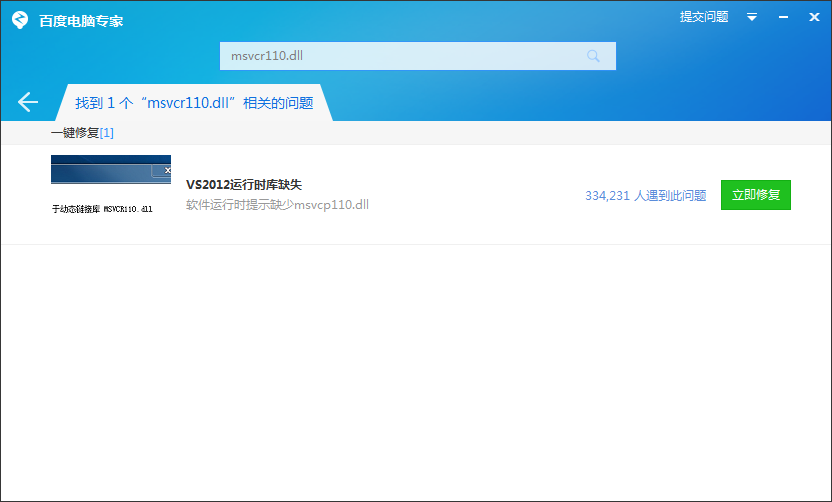 百度电脑专家
提交问题
msvcr110.dll
找到 1 个“msvcr110.dll”相关的问题
一键修复[1]
于动态链接库 MSVCR110.dll
VS2012运行时库缺失
软件运行时提示缺少msvcp110.dll
334,231 人遇到此问题
立即修复